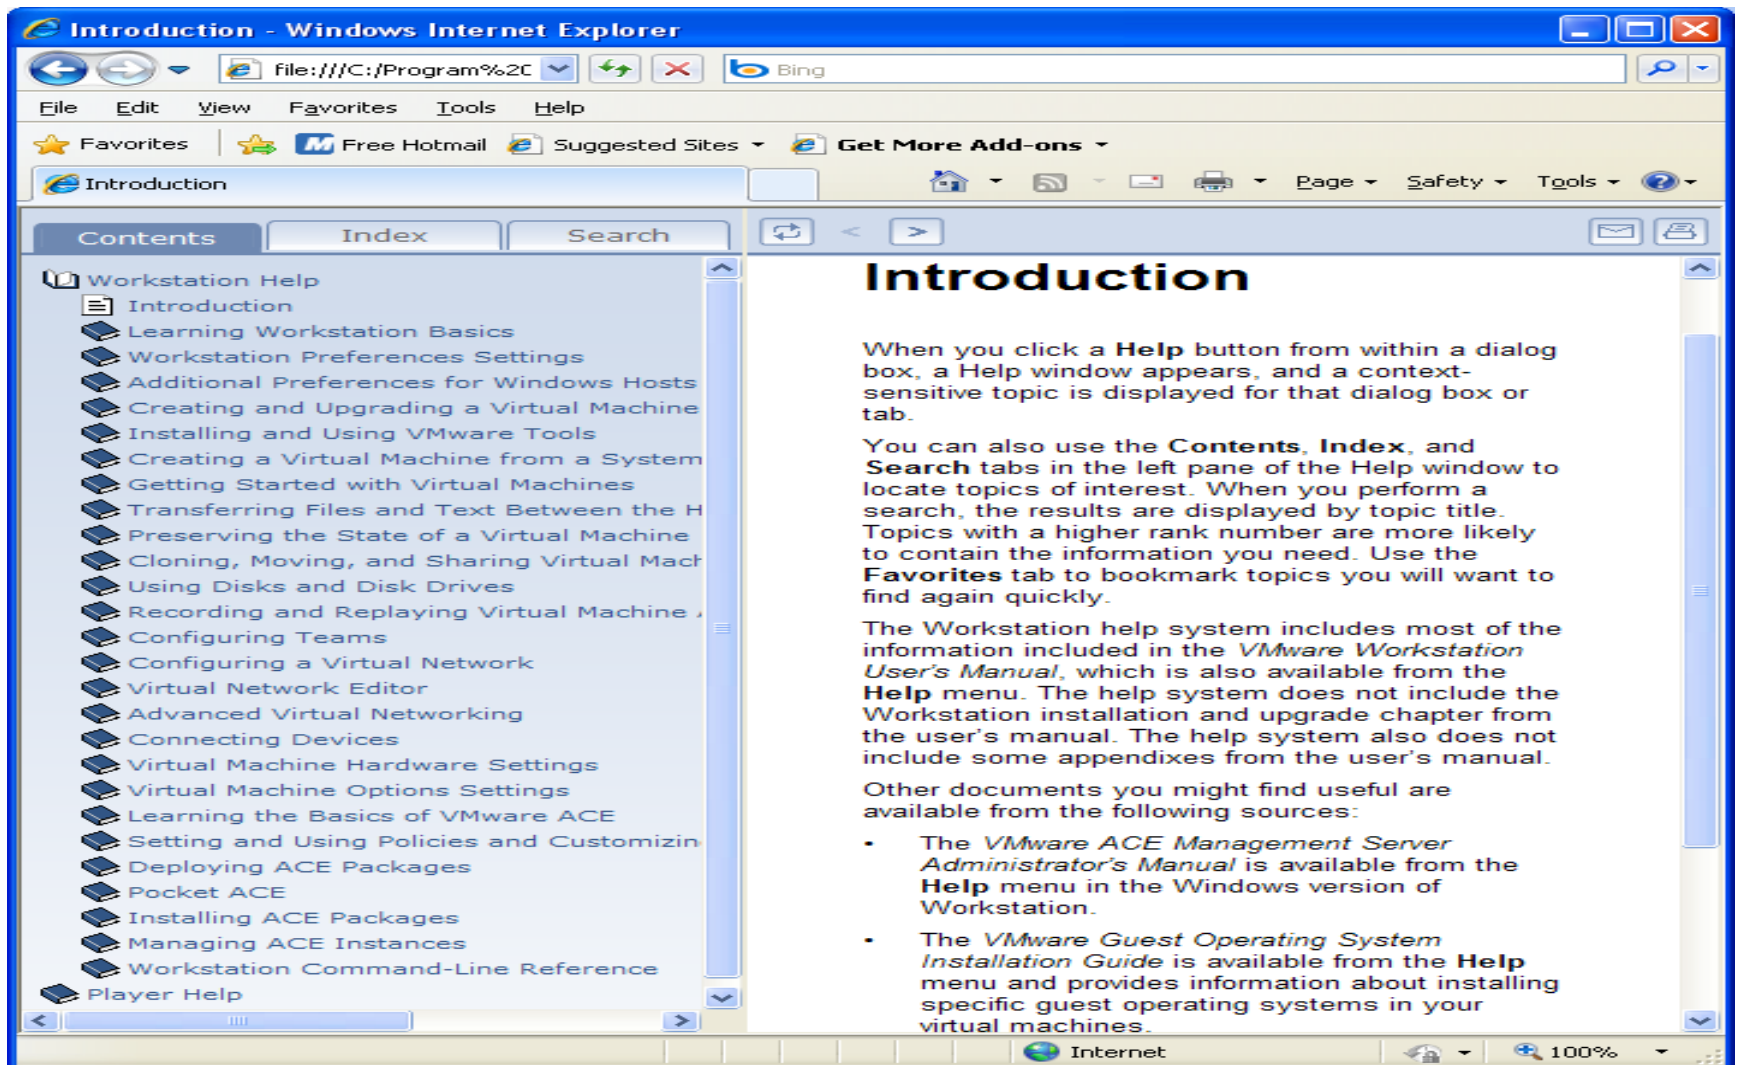 Introduction - Windows Internet Explorer
file:///C:/Program%20
Bing
File Edit View Favorites Tools Help
Favorites Free Hotmail Suggested Sites Get More Add-ons
Introduction
Page Safety Tools
Contents Index Search
Workstation Help
Introduction
Learning Workstation Basics
Workstation Preferences Settings
Additional Preferences for Windows Hosts
Creating and Upgrading a Virtual Machine
Installing and Using VMware Tools
Creating a Virtual Machine from a System
Getting Started with Virtual Machines
Transferring Files and Text Between the H
Preserving the State of a Virtual Machine
Cloning, Moving, and Sharing Virtual Mach
Using Disks and Disk Drives
Recording and Replaying Virtual Machine
Configuring Teams
Configuring a Virtual Network
Virtual Network Editor
Advanced Virtual Networking
Connecting Devices
Virtual Machine Hardware Settings
Virtual Machine Options Settings
Learning the Basics of VMware ACE
Setting and Using Policies and Customizin
Deploying ACE Packages
Pocket ACE
Installing ACE Packages
Managing ACE Instances
Workstation Command-Line Reference
Player Help
Introduction
When you click a Help button from within a dialog
box, a Help window appears, and a context-
sensitive topic is displayed for that dialog box or
tab.
You can also use the Contents, Index, and
Search tabs in the left pane of the Help window to
locate topics of interest. When you perform a
search, the results are displayed by topic title.
Topics with a higher rank number are more likely
to contain the information you need. Use the
Favorites tab to bookmark topics you will want to
find again quickly.
The Workstation help system includes most of the
information included in the VMware Workstation
User's Manual, which is also available from the
Help menu. The help system does not include the
Workstation installation and upgrade chapter from
the user's manual. The help system also does not
include some appendixes from the user's manual.
Other documents you might find useful are
available from the following sources:
• The VMware ACE Management Server
Administrator's Manual is available from the
Help menu in the Windows version of
Workstation.
• The VMware Guest Operating System
Installation Guide is available from the Help
menu and provides information about installing
specific guest operating systems in your
virtual machines.
Internet 100%